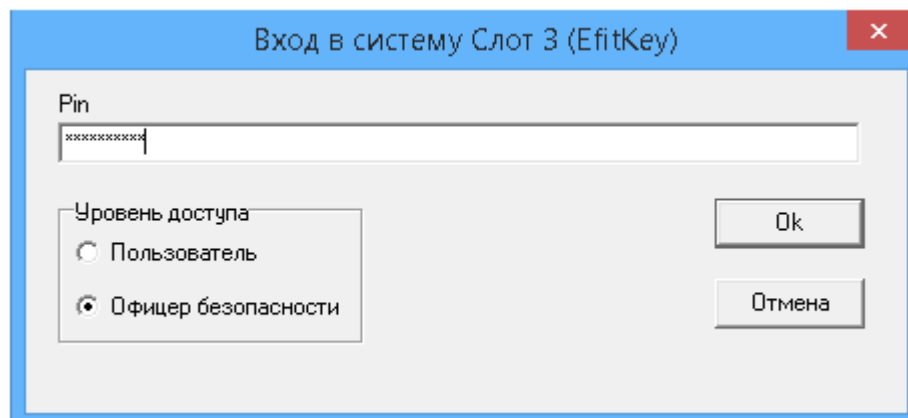 Вход в систему Слот 3 (EfitKey)
Pin
××××××××××
Уровень доступа
Пользователь
Офицер безопасности
Ok
Отмена